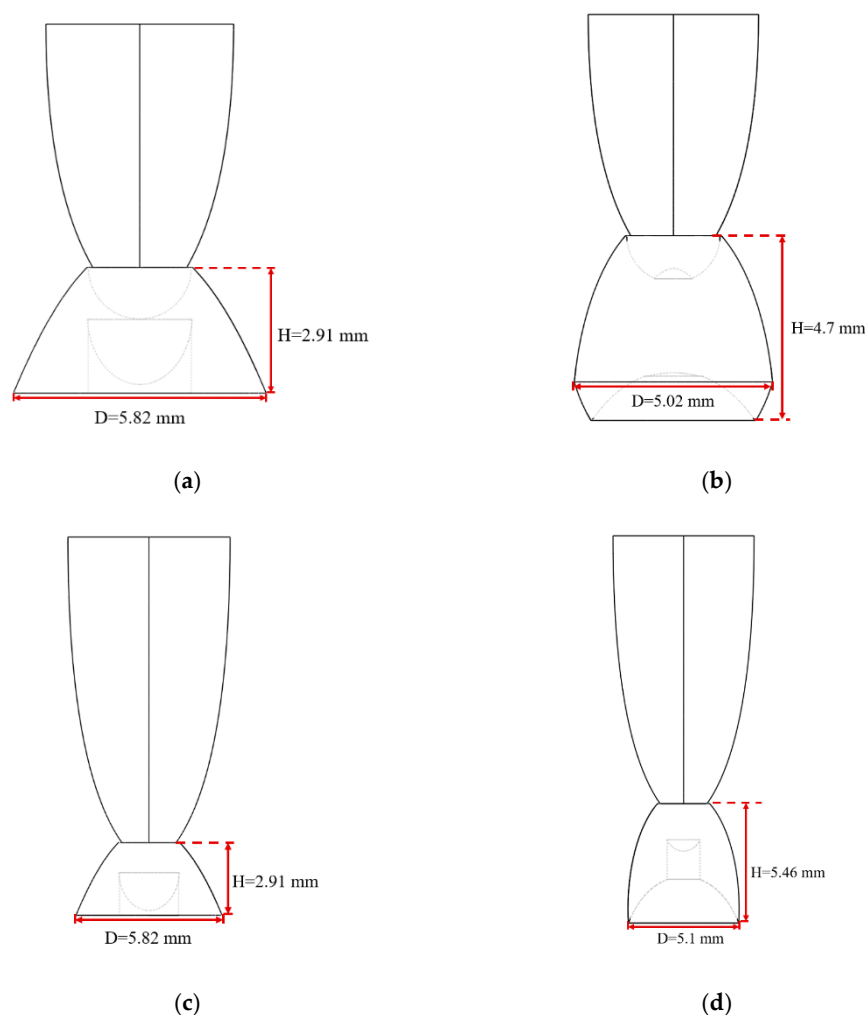 H=2.91 mm
D=5.82 mm
(a)
H=4.7 mm
D=5.02 mm
(b)
H=2.91 mm
D=5.82 mm
(c)
H=5.46 mm
D=5.1 mm
(d)